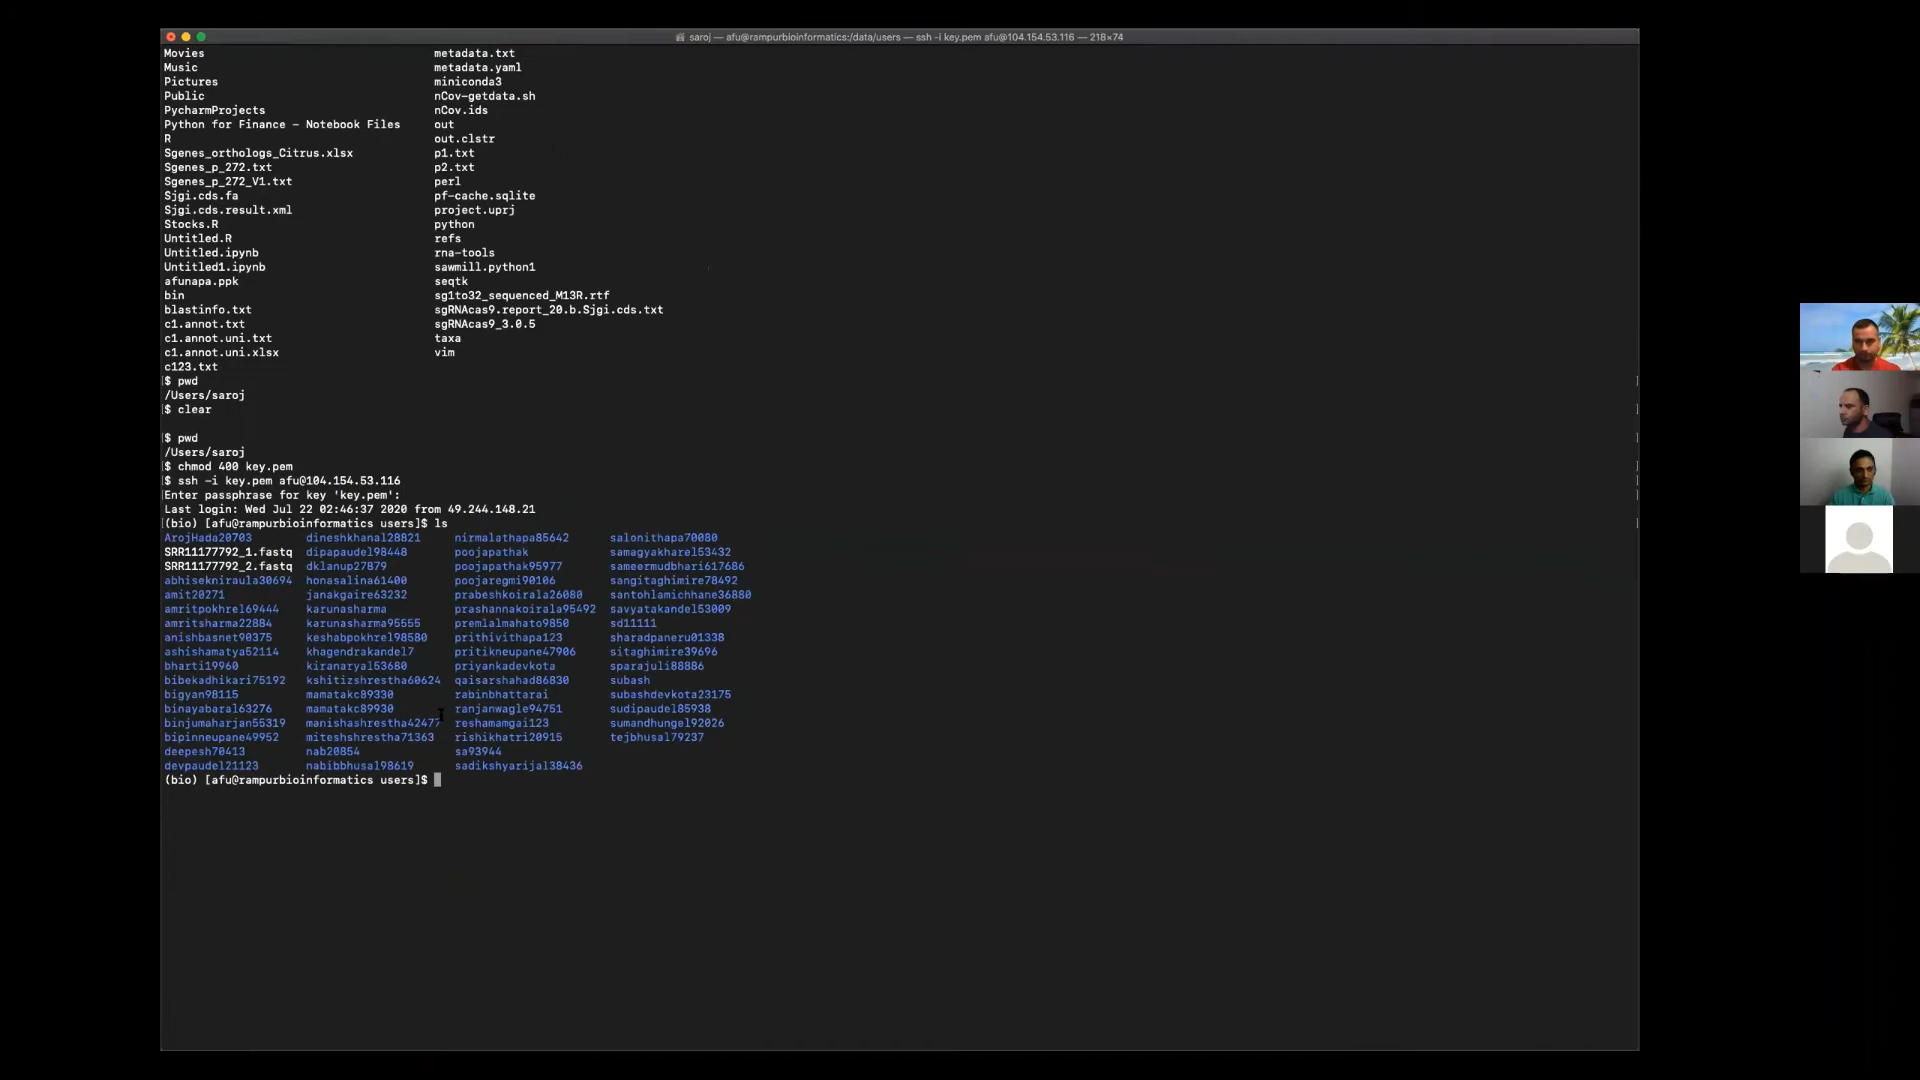 saroj — afu@rampurbioinformatics:/data/users — ssh -i key.pem afu@104.154.53.116 — 218×74
Movies metadata.txt
Music metadata.yaml
Pictures miniconda3
Public nCov-getdata.sh
PycharmProjects nCov.ids
Python for Finance - Notebook Files out
R out.clstr
Sgenes_orthologs_Citrus.xlsx p1.txt
Sgenes_p_272.txt p2.txt
Sgenes_p_272_V1.txt perl
Sjgi.cds.fa pf-cache.sqlite
Sjgi.cds.result.xml project.uprj
Stocks.R python
Untitled.R refs
Untitled.ipynb rna-tools
Untitled1.ipynb sawmill.python1
afunapa.ppk seqtk
bin sg1to32_sequenced_M13R.rtf
blastinfo.txt sgRNAcas9.report_20.b.Sjgi.cds.txt
c1.annot.txt sgRNAcas9_3.0.5
c1.annot.uni.txt taxa
c1.annot.uni.xlsx vim
c123.txt
[$ pwd ]
/Users/saroj
[$ clear ]
[$ pwd ]
/Users/saroj
[$ chmod 400 key.pem ]
[$ ssh -i key.pem afu@104.154.53.116 ]
[Enter passphrase for key 'key.pem': ]
Last login: Wed Jul 22 02:46:37 2020 from 49.244.148.21
[(bio) [afu@rampurbioinformatics users]$ ls ]
ArojHada20703 dineshkhanal28821 nirmalathapa85642 salonithapa70080
SRR11177792_1.fastq dipapaudel98448 poojapathak samagyakharel53432
SRR11177792_2.fastq dklanup27879 poojapathak95977 sameermudbhari617686
abhisekniraula30694 honasalina61400 poojaregmi90106 sangitaghimire78492
amit20271 janakgaire63232 prabeshkoirala26080 santohlamichhane36880
amritpokhrel69444 karunasharma prashannakoirala95492 savyatakandel53009
amritsharma22884 karunasharma95555 premlalmahato9850 sd11111
anishbasnet90375 keshabpokhrel98580 prithivithapa123 sharadpaneru01338
ashishamatya52114 khagendrakandel7 pritikneupane47906 sitaghimire39696
bharti19960 kiranaryal53680 priyankadevkota sparajuli88886
bibekadhikari75192 kshitizshrestha60624 qaisarshahad86830 subash
bigyan98115 mamatakc89330 rabinbhattarai subashdevkota23175
binayabaral63276 mamatakc89930 ranjanwagle94751 sudipaudel85938
binjumaharjan55319 manishashrestha42477 reshamamgai123 sumandhungel92026
bipinneupane49952 miteshshrestha71363 rishikhatri20915 tejbhusal79237
deepesh70413 nab20854 sa93944
devpaudel21123 nabibbhusal98619 sadikshyarijal38436
(bio) [afu@rampurbioinformatics users]$